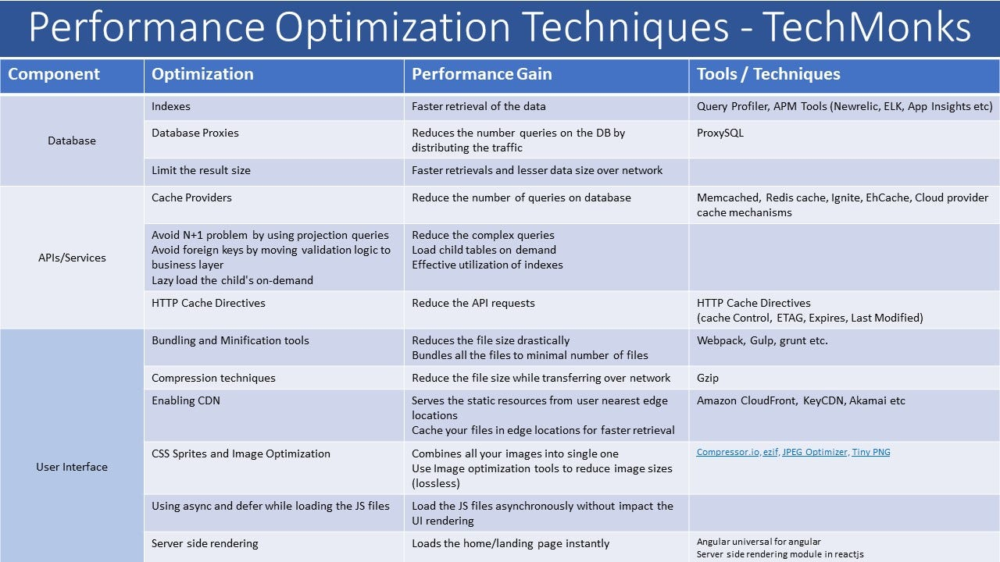 Performance Optimization Techniques - TechMonks
Component
Optimization
Performance Gain
Tools / Techniques
Database
Indexes
Faster retrieval of the data
Query Profiler, APM Tools (Newrelic, ELK, App Insights etc)
Database Proxies
Reduces the number queries on the DB by
distributing the traffic
ProxySQL
Limit the result size
Faster retrievals and lesser data size over network
APIs/Services
Cache Providers
Reduce the number of queries on database
Memcached, Redis cache, Ignite, EhCache, Cloud provider
cache mechanisms
Avoid N+1 problem by using projection queries
Avoid foreign keys by moving validation logic to
business layer
Lazy load the child's on-demand
Reduce the complex queries
Load child tables on demand
Effective utilization of indexes
HTTP Cache Directives
Reduce the API requests
HTTP Cache Directives
(cache Control, ETAG, Expires, Last Modified)
User Interface
Bundling and Minification tools
Reduces the file size drastically
Bundles all the files to minimal number of files
Webpack, Gulp, grunt etc.
Compression techniques
Reduce the file size while transferring over network
Gzip
Enabling CDN
Serves the static resources from user nearest edge
locations
Cache your files in edge locations for faster retrieval
Amazon CloudFront, KeyCDN, Akamai etc
CSS Sprites and Image Optimization
Combines all your images into single one
Use Image optimization tools to reduce image sizes
(lossless)
Compressor.io, ezif, JPEG Optimizer, Tiny PNG
Using async and defer while loading the JS files
Load the JS files asynchronously without impact the
UI rendering
Server side rendering
Loads the home/landing page instantly
Angular universal for angular
Server side rendering module in reactjs